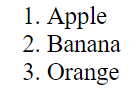 1. Apple
2. Banana
3. Orange